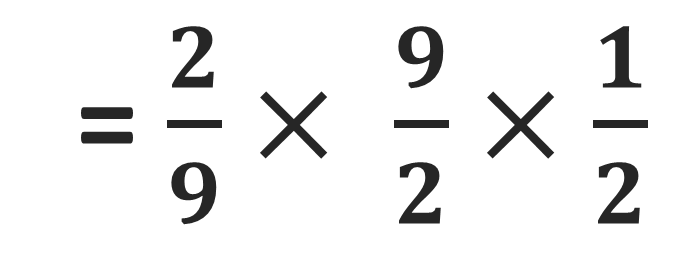 = 2/9 × 9/2 × 1/2